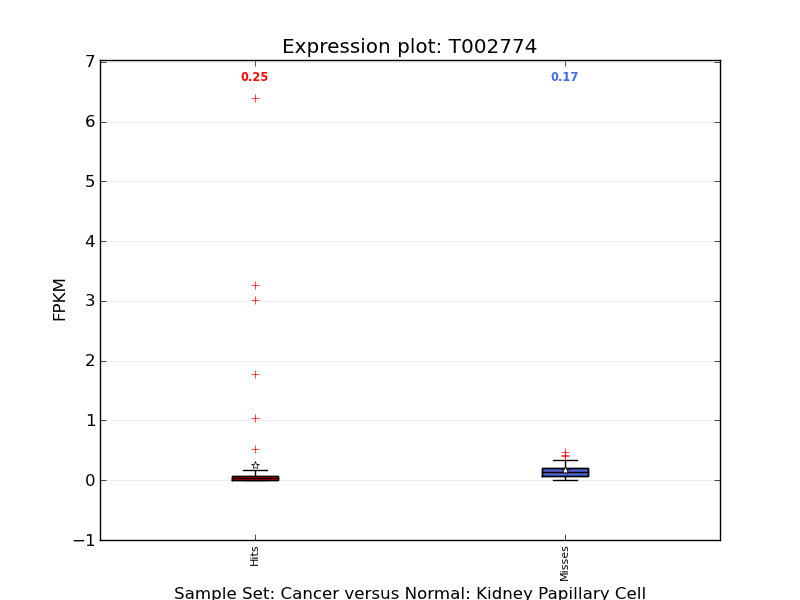 Expression plot: T002774
0.25
0.17
7
6
5
4
3
2
1
0
−1
FPKM
Hits
Misses
Sample Set: Cancer versus Normal: Kidney Papillary Cell